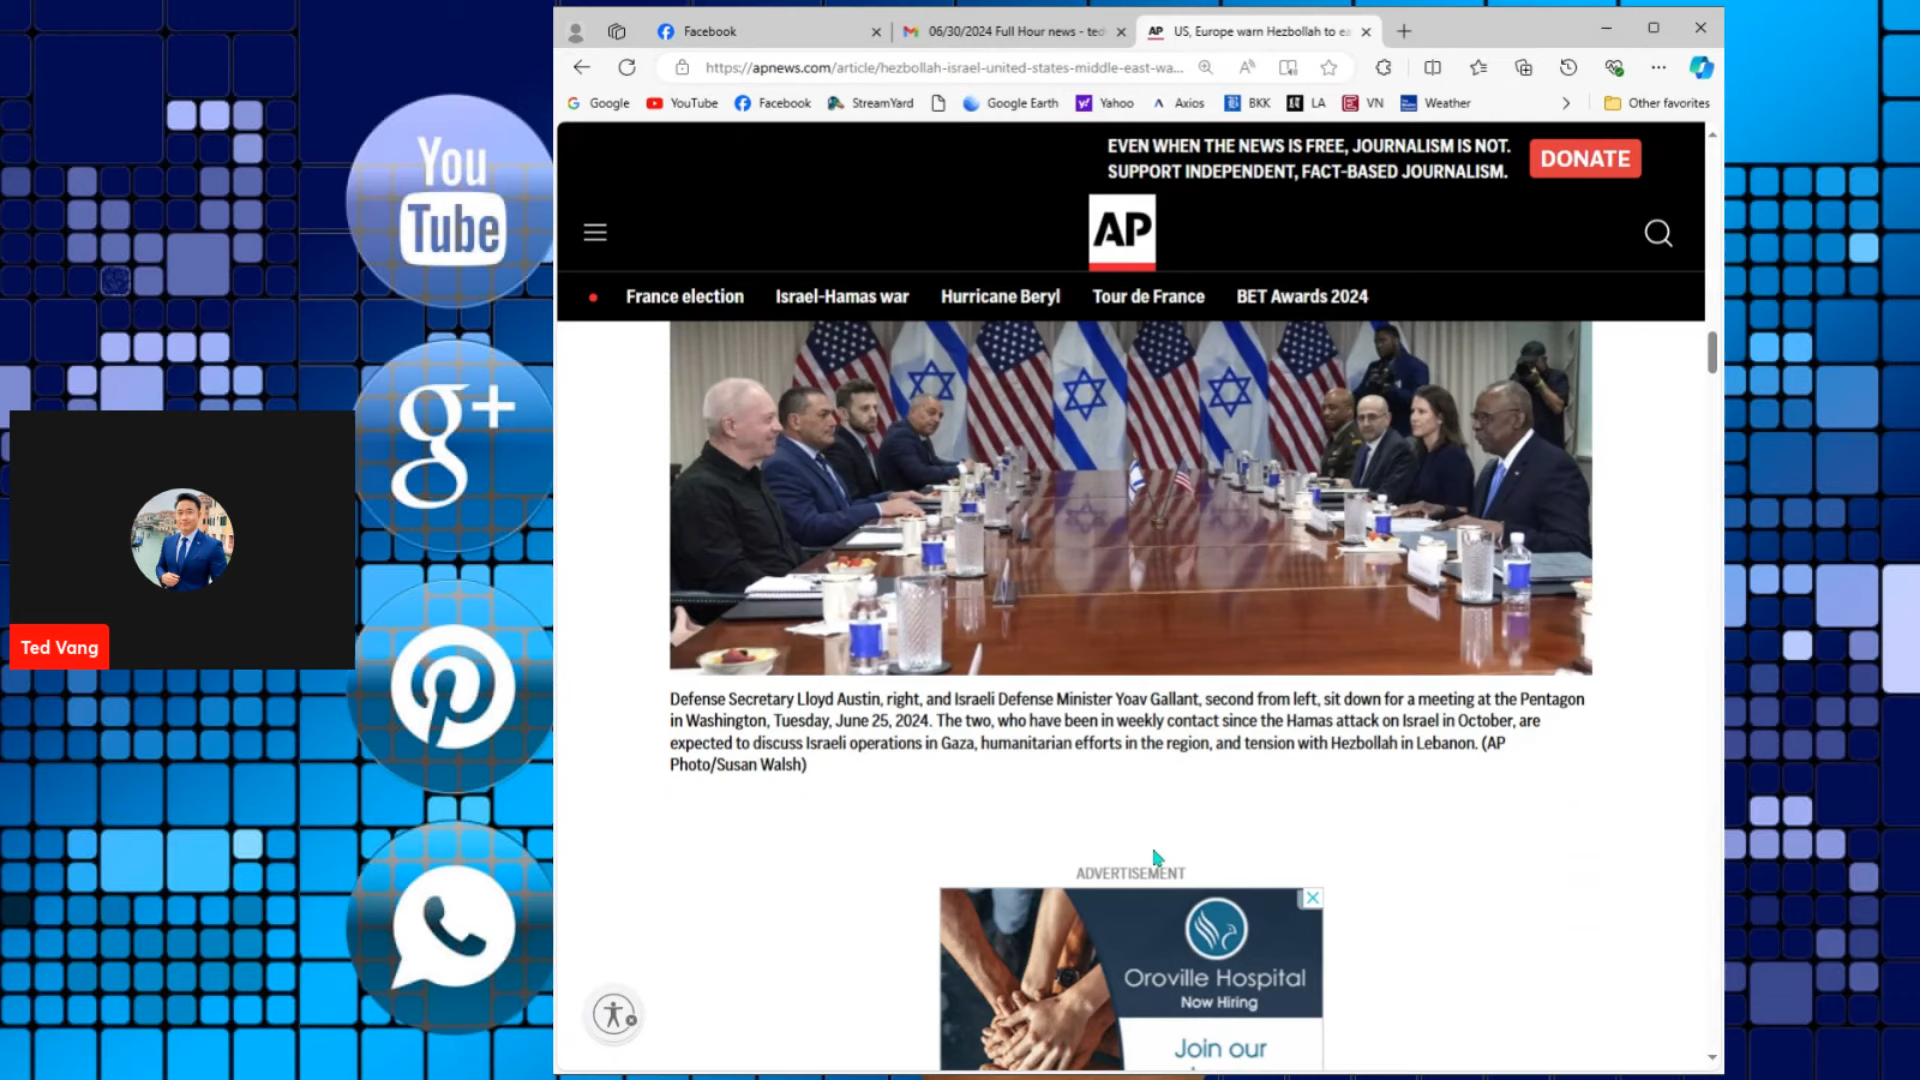 Facebook
06/30/2024 Full Hour news - ted
AP
US, Europe warn Hezbollah to ea
https://apnews.com/article/hezbollah-israel-united-states-middle-east-wa...
Google
YouTube
Facebook
StreamYard
Google Earth
Yahoo
Axios
BKK
LA
VN
Weather
Other favorites
EVEN WHEN THE NEWS IS FREE, JOURNALISM IS NOT.
SUPPORT INDEPENDENT, FACT-BASED JOURNALISM.
DONATE
AP
France election
Israel-Hamas war
Hurricane Beryl
Tour de France
BET Awards 2024
You
Tube
g+
Ted Vang
Defense Secretary Lloyd Austin, right, and Israeli Defense Minister Yoav Gallant, second from left, sit down for a meeting at the Pentagon
in Washington, Tuesday, June 25, 2024. The two, who have been in weekly contact since the Hamas attack on Israel in October, are
expected to discuss Israeli operations in Gaza, humanitarian efforts in the region, and tension with Hezbollah in Lebanon. (AP
Photo/Susan Walsh)
ADVERTISEMENT
Oroville Hospital
Now Hiring
Join our